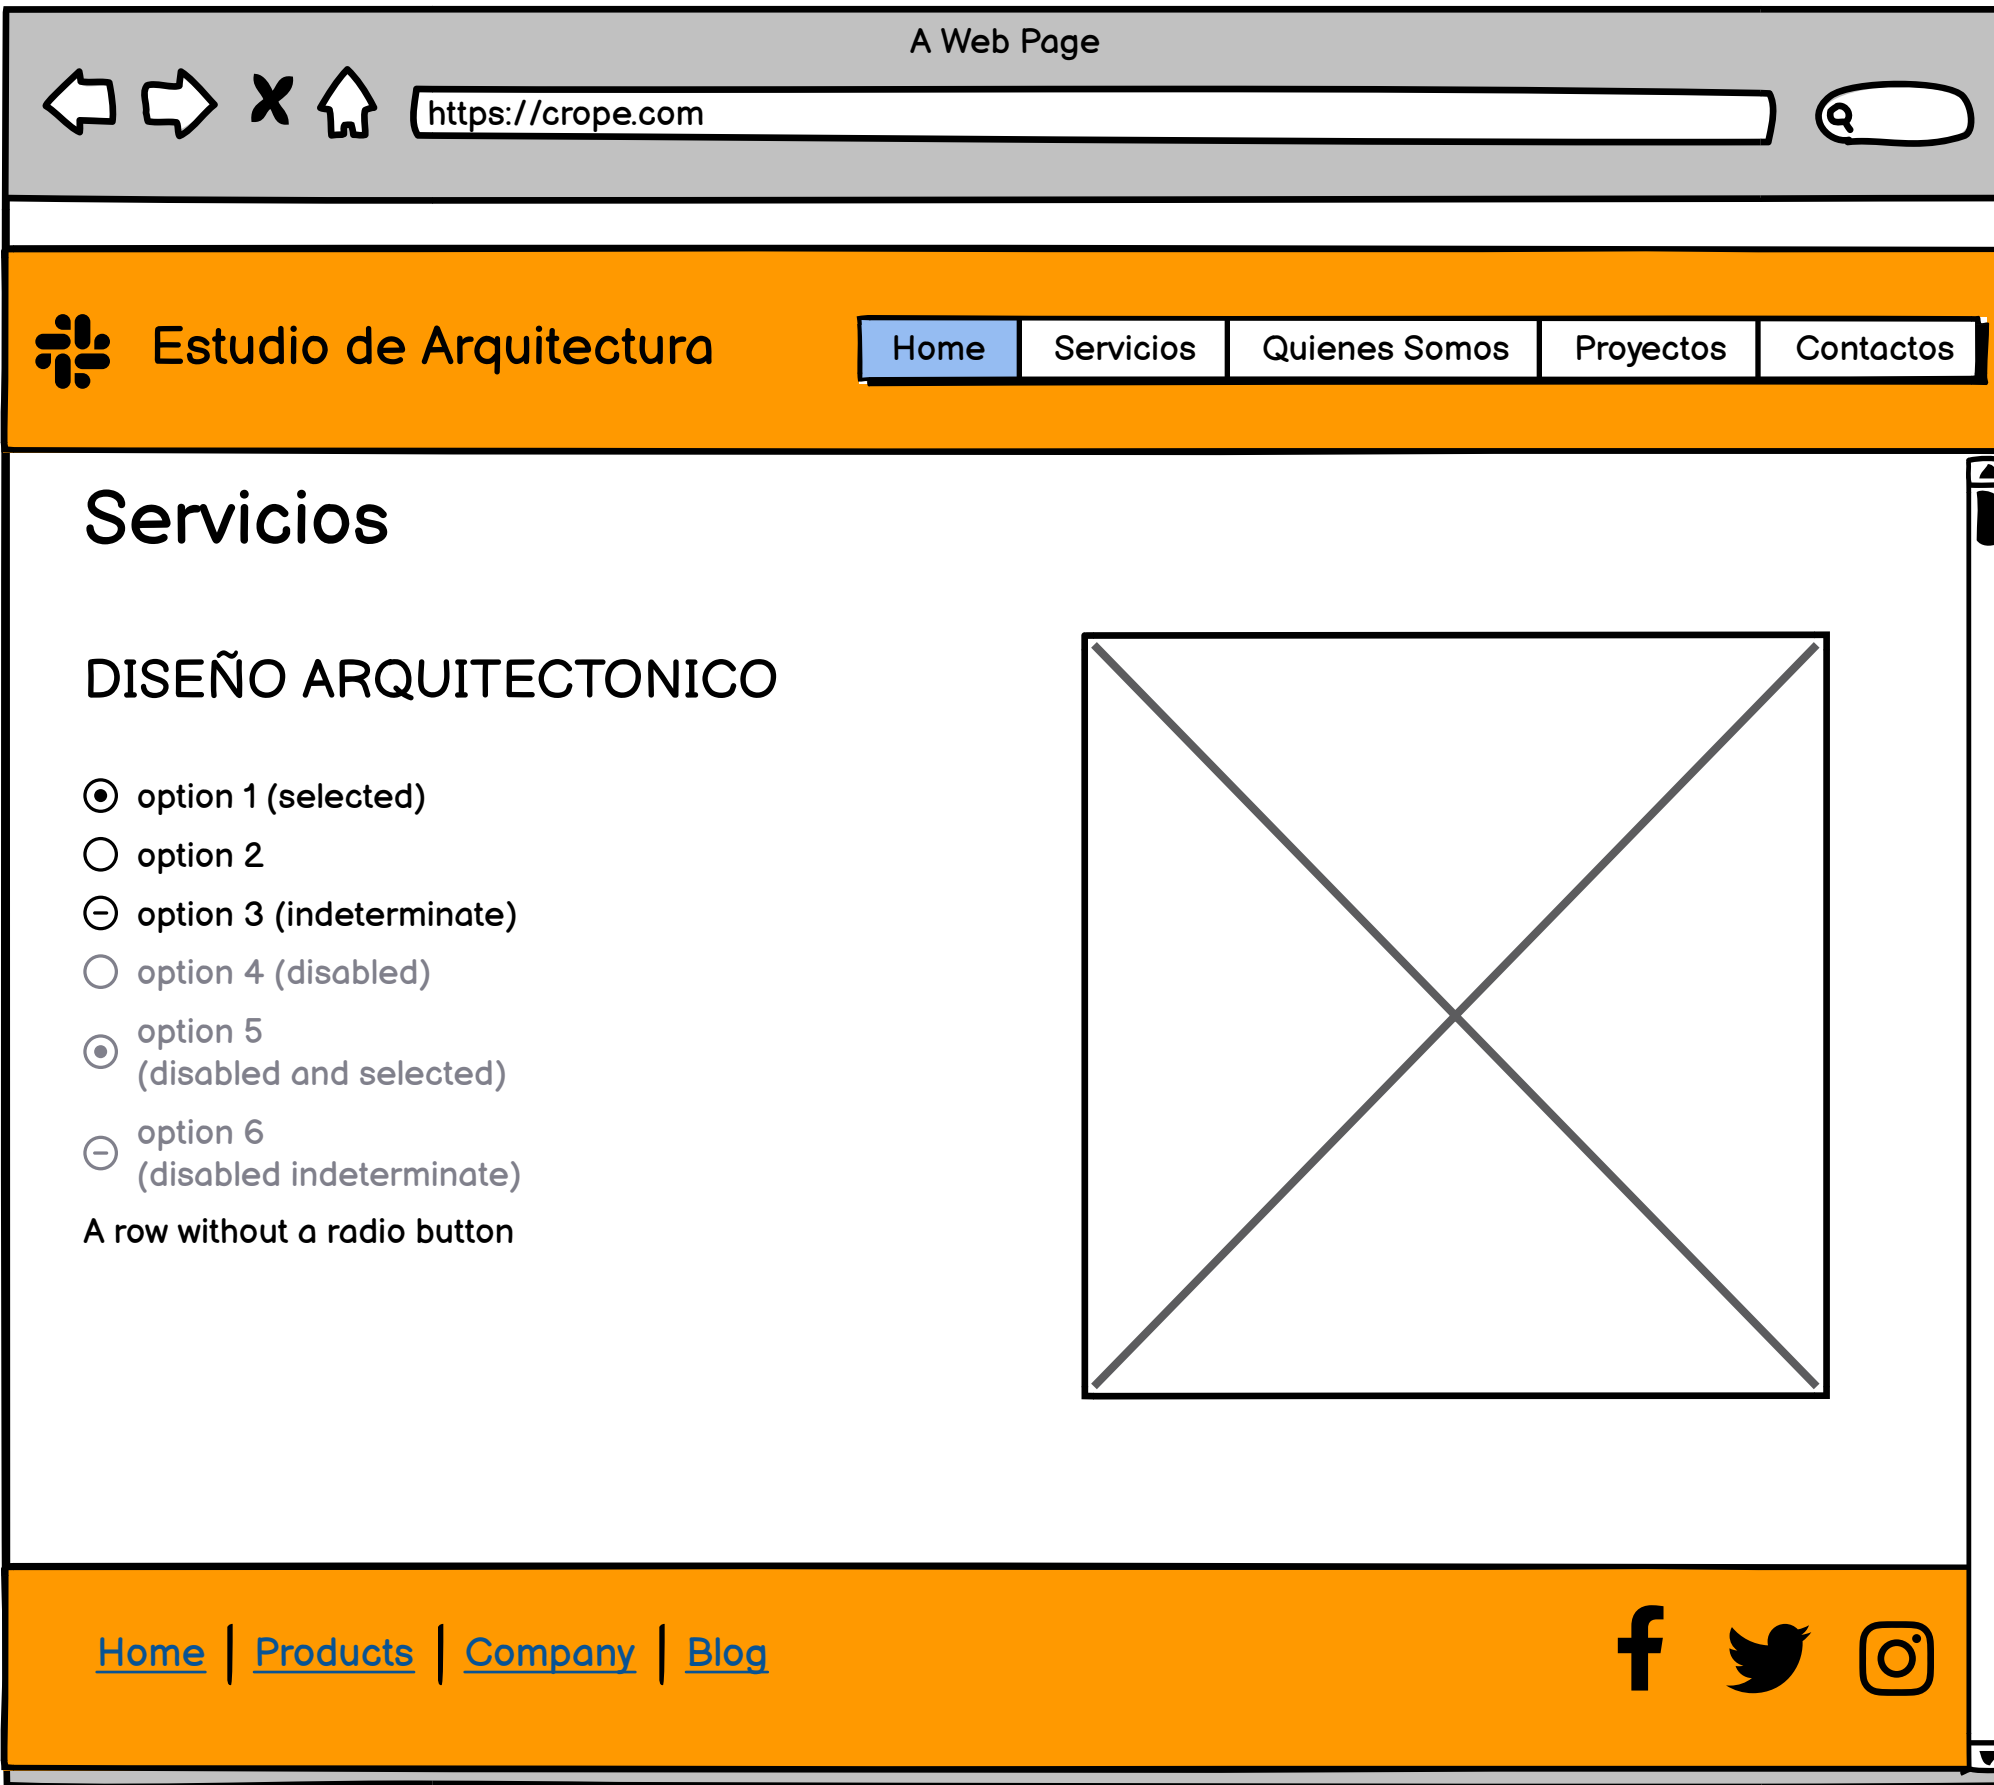 A Web Page
https://crope.com
Estudio de Arquitectura
Home Servicios Quienes Somos Proyectos Contactos
Servicios
DISEÑO ARQUITECTONICO
option 1 (selected)
option 2
option 3 (indeterminate)
option 4 (disabled)
option 5
(disabled and selected)
option 6
(disabled indeterminate)
A row without a radio button
Home | Products | Company | Blog